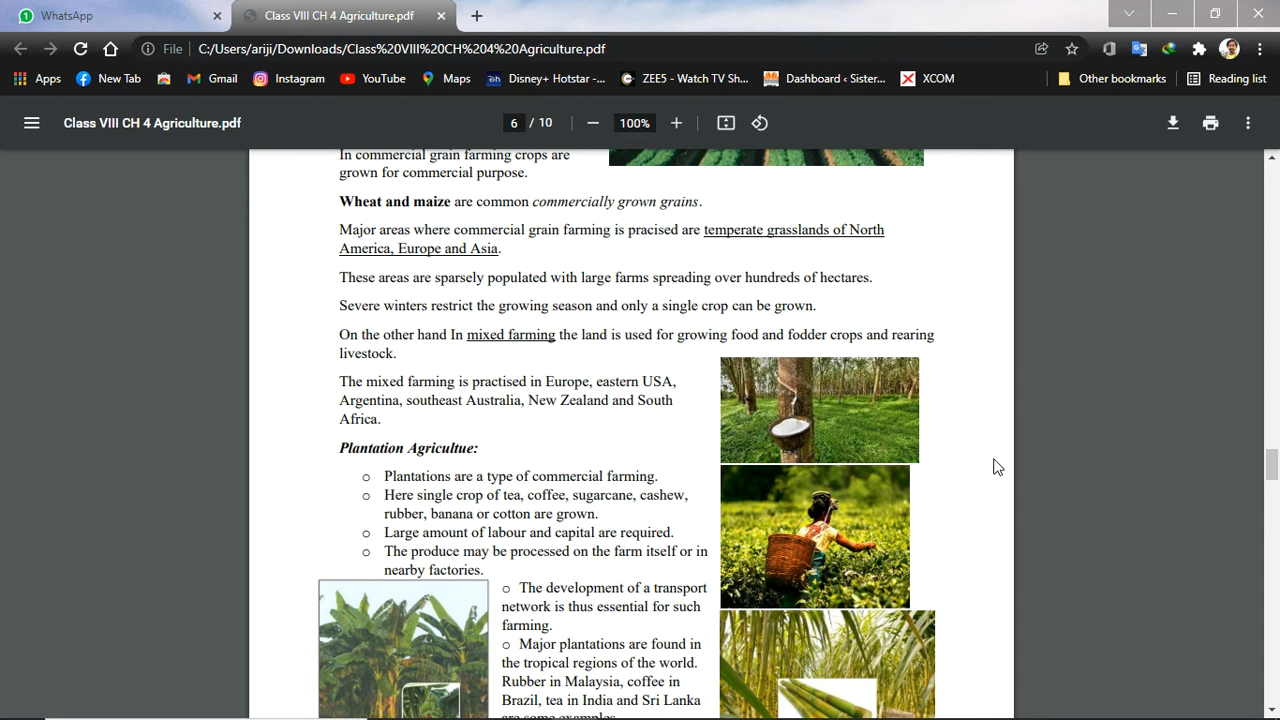 WhatsApp
Class VIII CH 4 Agriculture.pdf
File C:/Users/ariji/Downloads/Class%20VIII%20CH%204%20Agriculture.pdf
Apps New Tab Gmail Instagram YouTube Maps Disney+ Hotstar -... ZEE5 - Watch TV Sh... Dashboard ‹ Sister... XCOM Other bookmarks Reading list
Class VIII CH 4 Agriculture.pdf 6 / 10 100%
In commercial grain farming crops are
grown for commercial purpose.
Wheat and maize are common commercially grown grains.
Major areas where commercial grain farming is practised are temperate grasslands of North
America, Europe and Asia.
These areas are sparsely populated with large farms spreading over hundreds of hectares.
Severe winters restrict the growing season and only a single crop can be grown.
On the other hand In mixed farming the land is used for growing food and fodder crops and rearing
livestock.
The mixed farming is practised in Europe, eastern USA,
Argentina, southeast Australia, New Zealand and South
Africa.
Plantation Agricultue:
o Plantations are a type of commercial farming.
o Here single crop of tea, coffee, sugarcane, cashew,
rubber, banana or cotton are grown.
o Large amount of labour and capital are required.
o The produce may be processed on the farm itself or in
nearby factories.
o The development of a transport
network is thus essential for such
farming.
o Major plantations are found in
the tropical regions of the world.
Rubber in Malaysia, coffee in
Brazil, tea in India and Sri Lanka
are some examples.